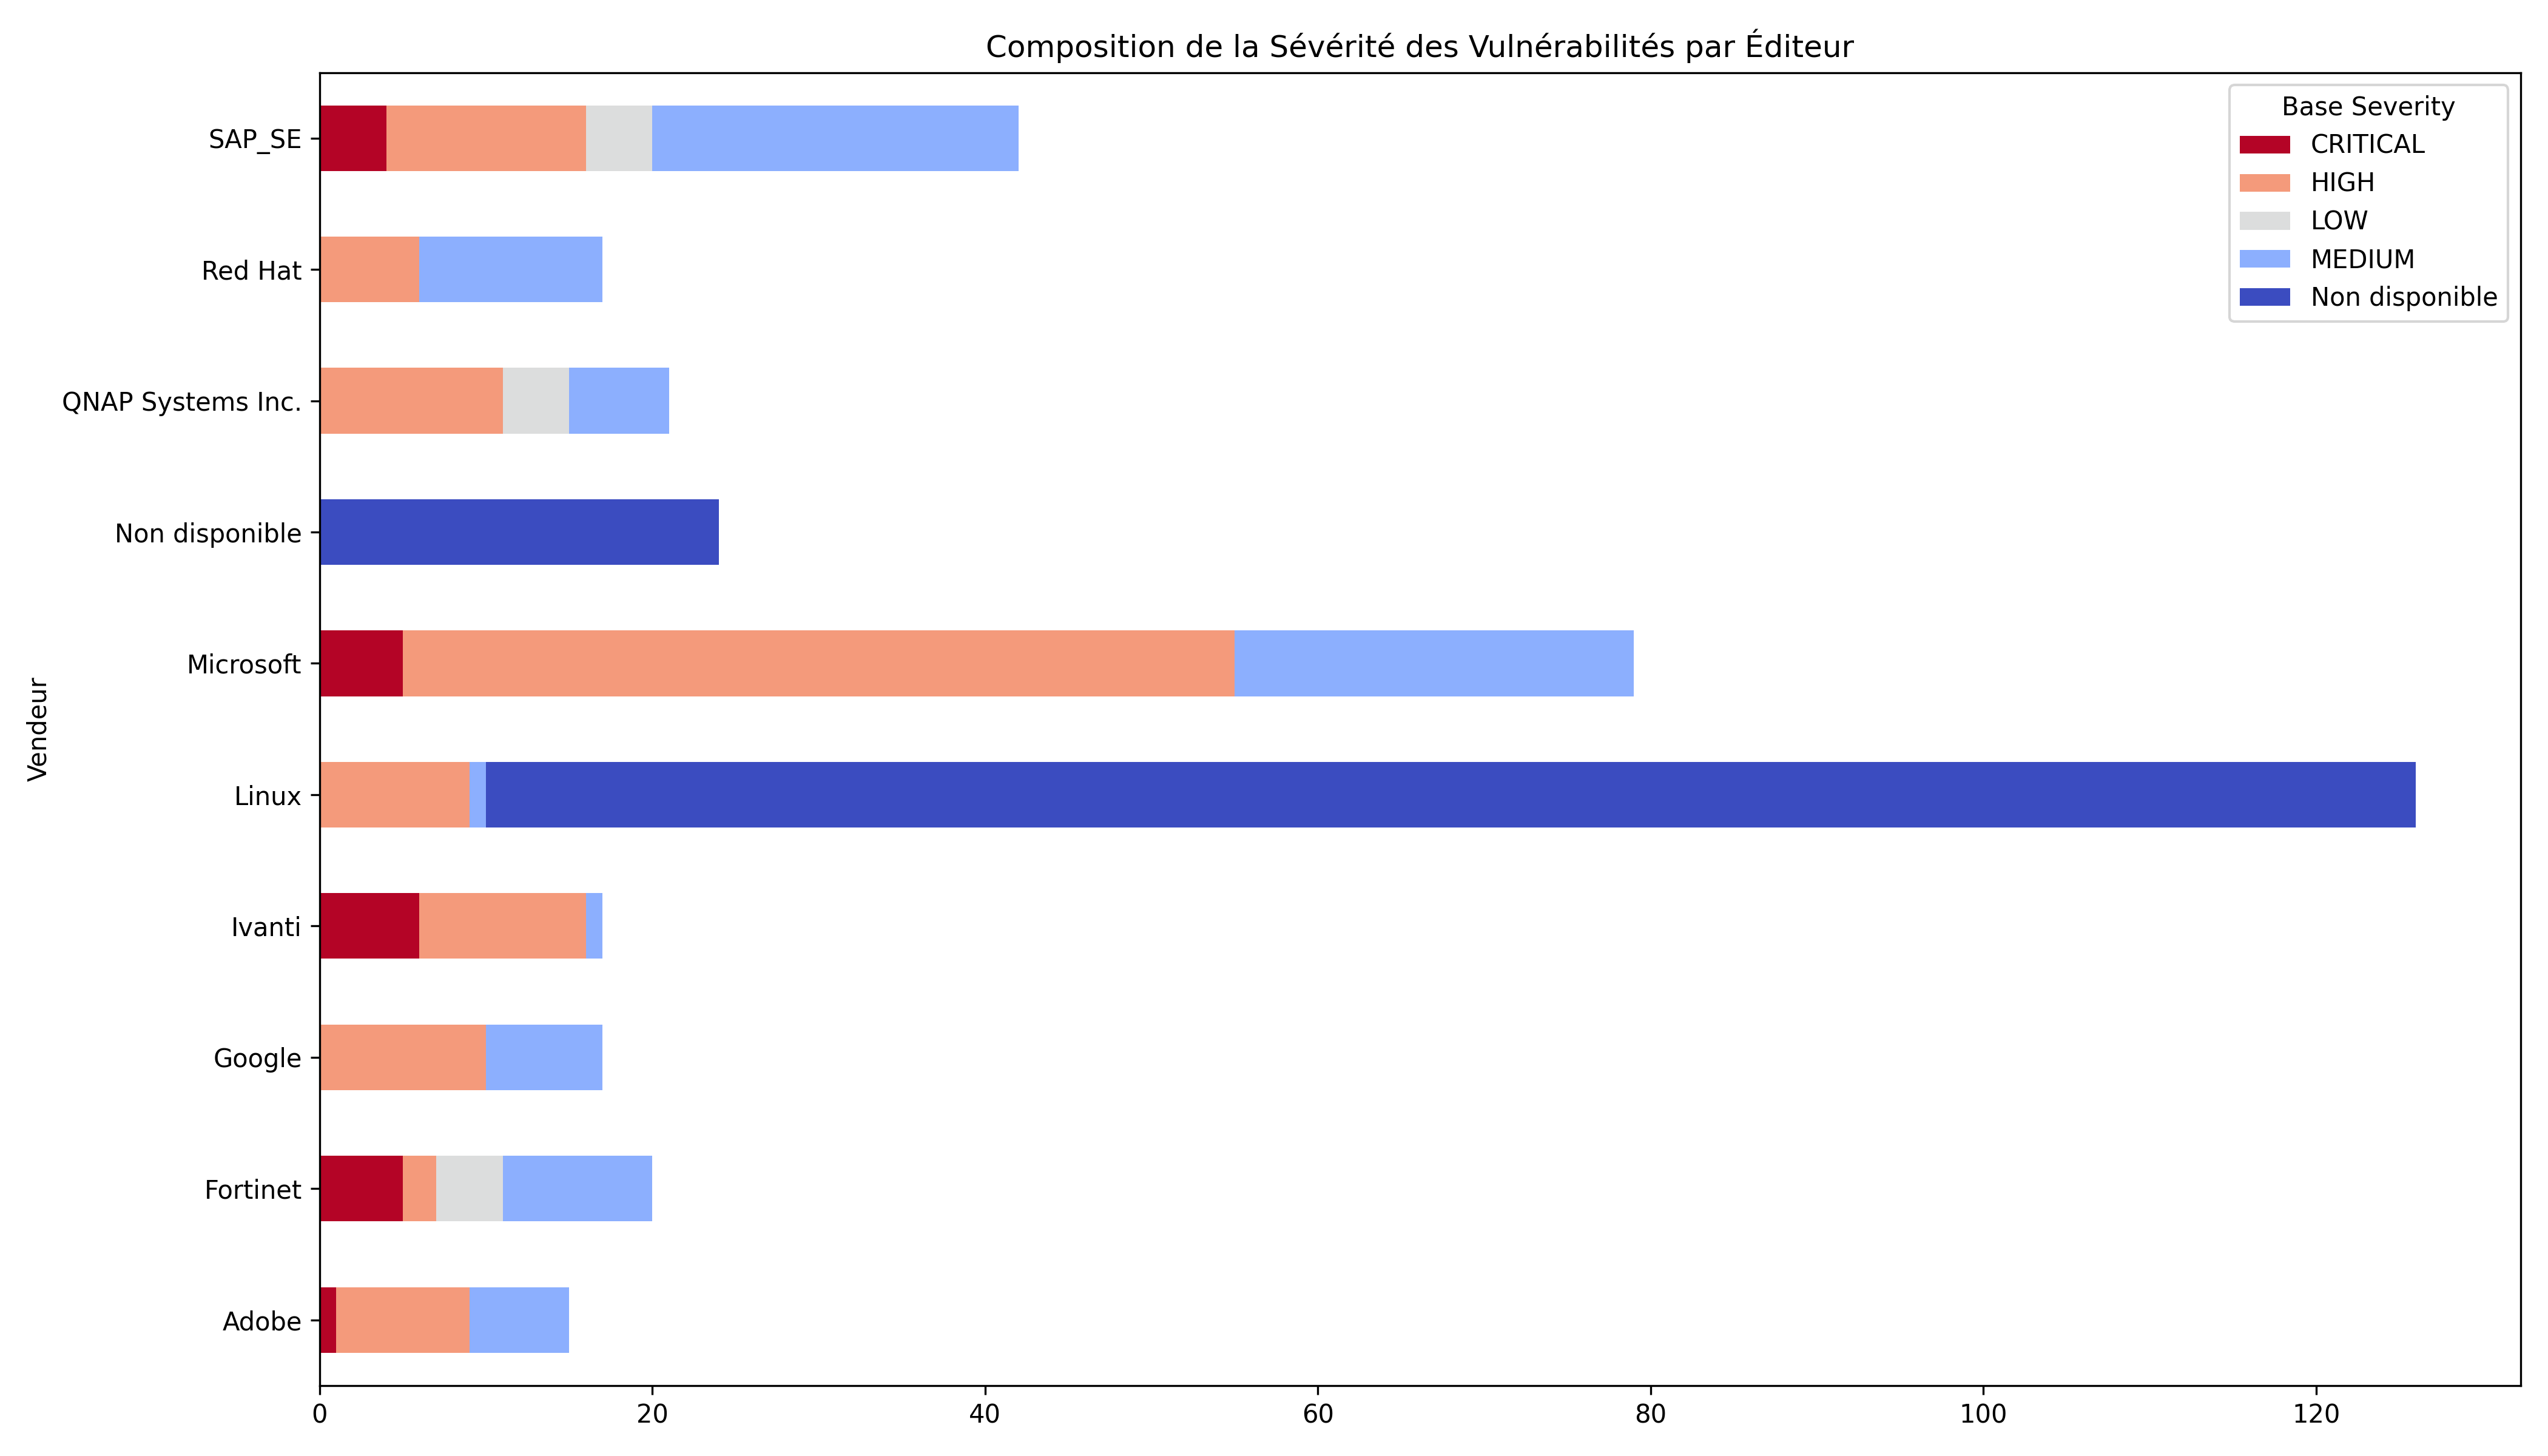 Composition de la Sévérité des Vulnérabilités par Éditeur
Base Severity
CRITICAL
HIGH
LOW
MEDIUM
Non disponible
Vendeur
SAP_SE
Red Hat
QNAP Systems Inc.
Non disponible
Microsoft
Linux
Ivanti
Google
Fortinet
Adobe
0 20 40 60 80 100 120